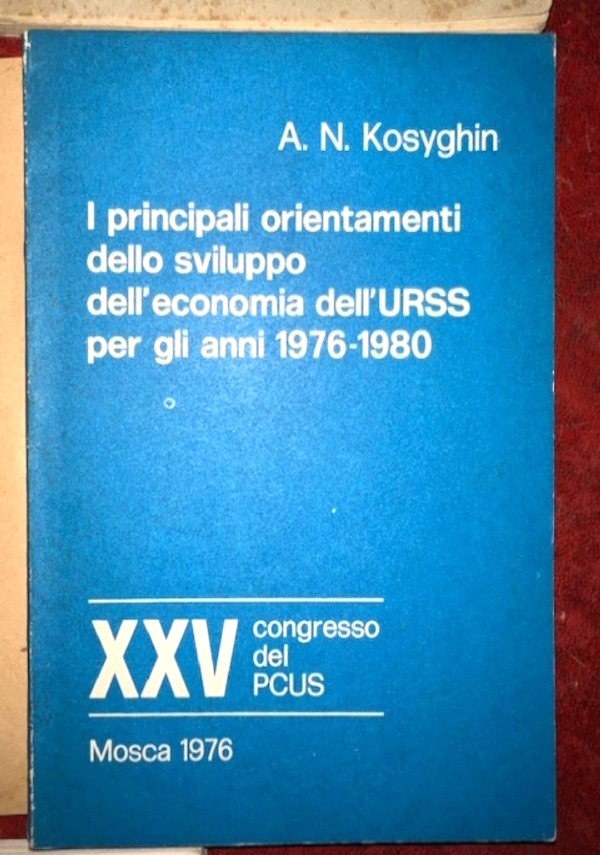 A. N. Kosyghin
I principali orientamenti
dello sviluppo
dell'economia dell'URSS
per gli anni 1976-1980
XXV
congresso
del
PCUS
Mosca 1976